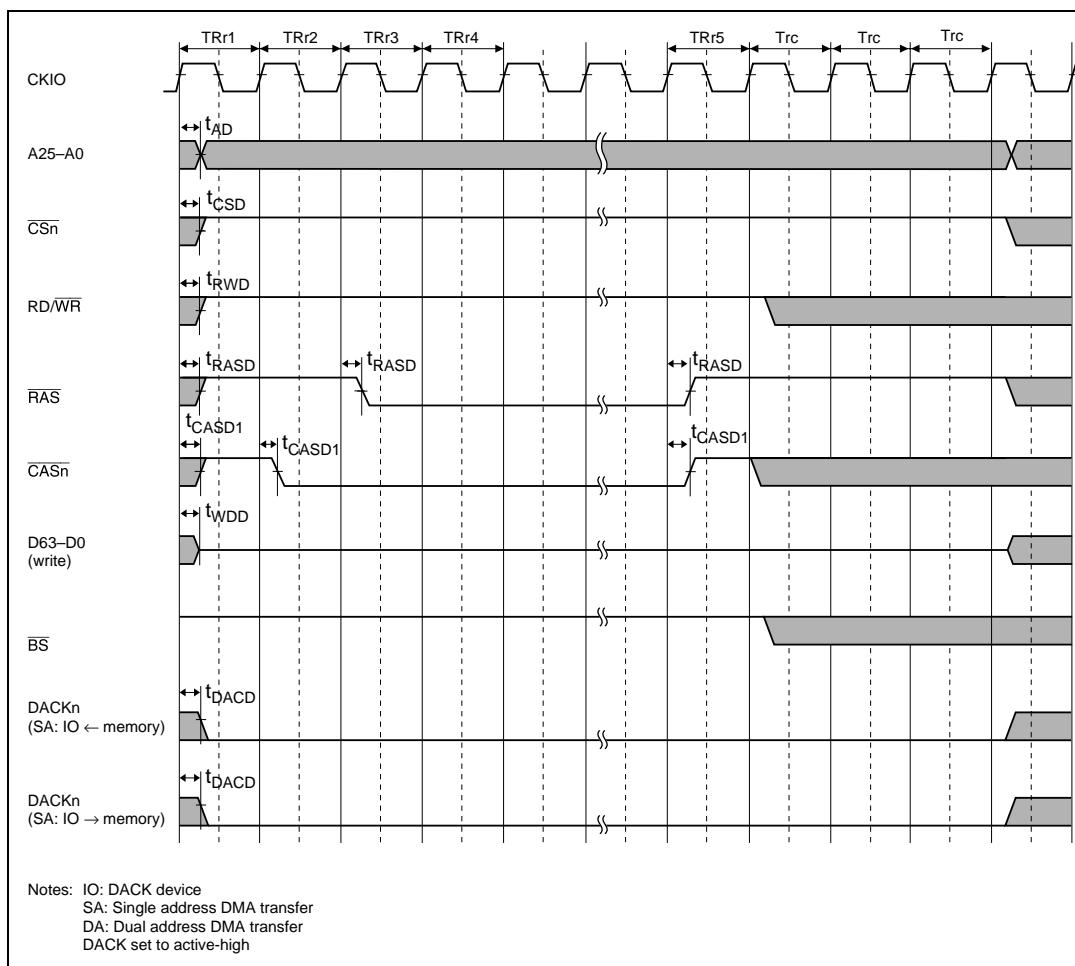 TRr1 TRr2 TRr3 TRr4 TRr5 Trc Trc Trc
CKIO
tAD
A25–A0
tCSD
CSn
tRWD
RD/WR
tRASD tRASD tRASD
RAS
tCASD1 tCASD1 tCASD1
CASn
tWDD
D63–D0
(write)
BS
tDACD
DACKn
(SA: IO ← memory)
tDACD
DACKn
(SA: IO → memory)
Notes: IO: DACK device
SA: Single address DMA transfer
DA: Dual address DMA transfer
DACK set to active-high